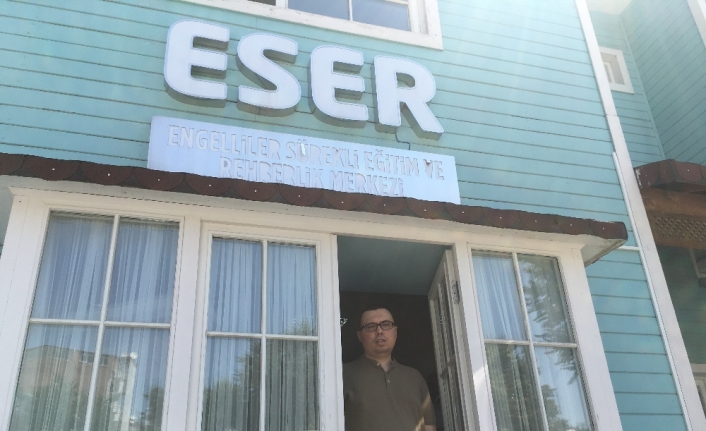 ESER
ENGELLİLER SÜREKLİ EĞİTİM VE
REHBERLİK MERKEZİ